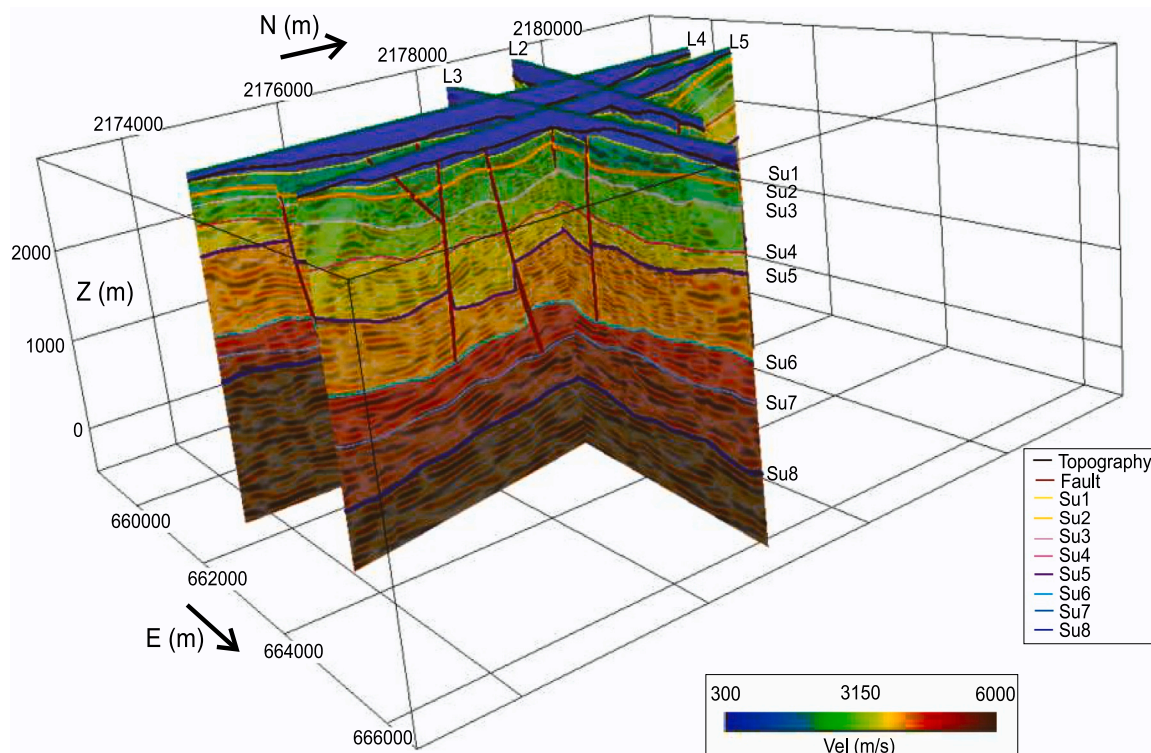 N (m)
2180000
L4
L5
L2
2178000
L3
2176000
2174000
Su1
Su2
Su3
2000
Su4
Su5
Z (m)
1000
Su6
Su7
0
Su8
Topography
Fault
Su1
Su2
Su3
Su4
Su5
Su6
Su7
Su8
660000
662000
E (m)
664000
666000
300 3150 6000
Vel (m/s)